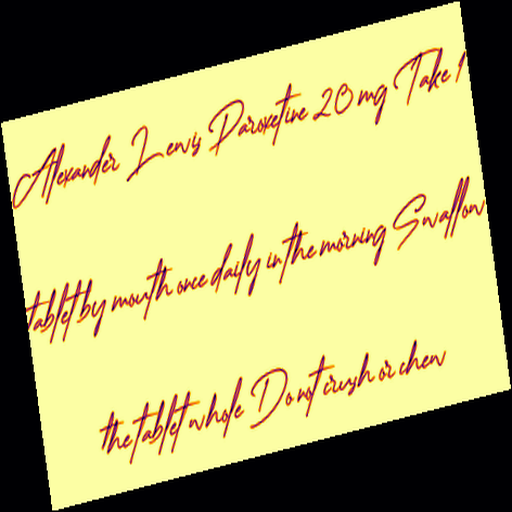 Alexander Lewis Paroxetine 20 mg Take 1
tablet by mouth once daily in the morning Swallow
the tablet whole Do not crush or chew